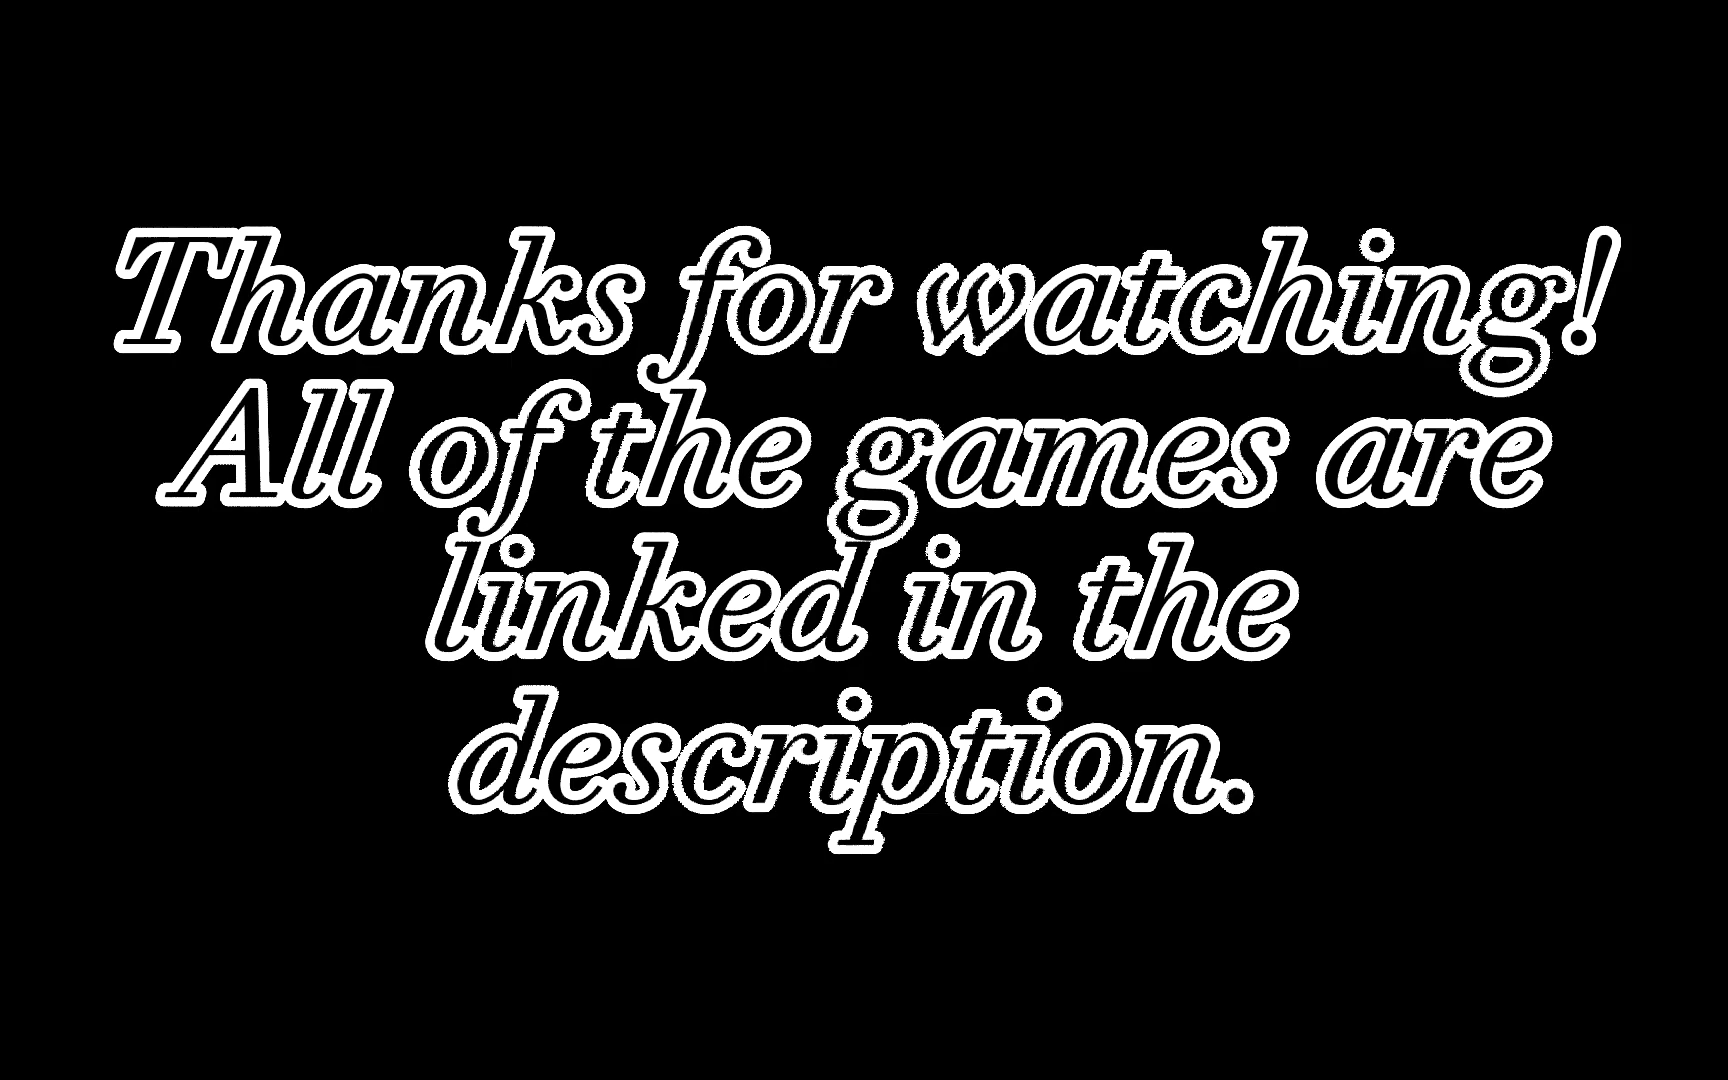 Thanks for watching!
All of the games are
linked in the
description.